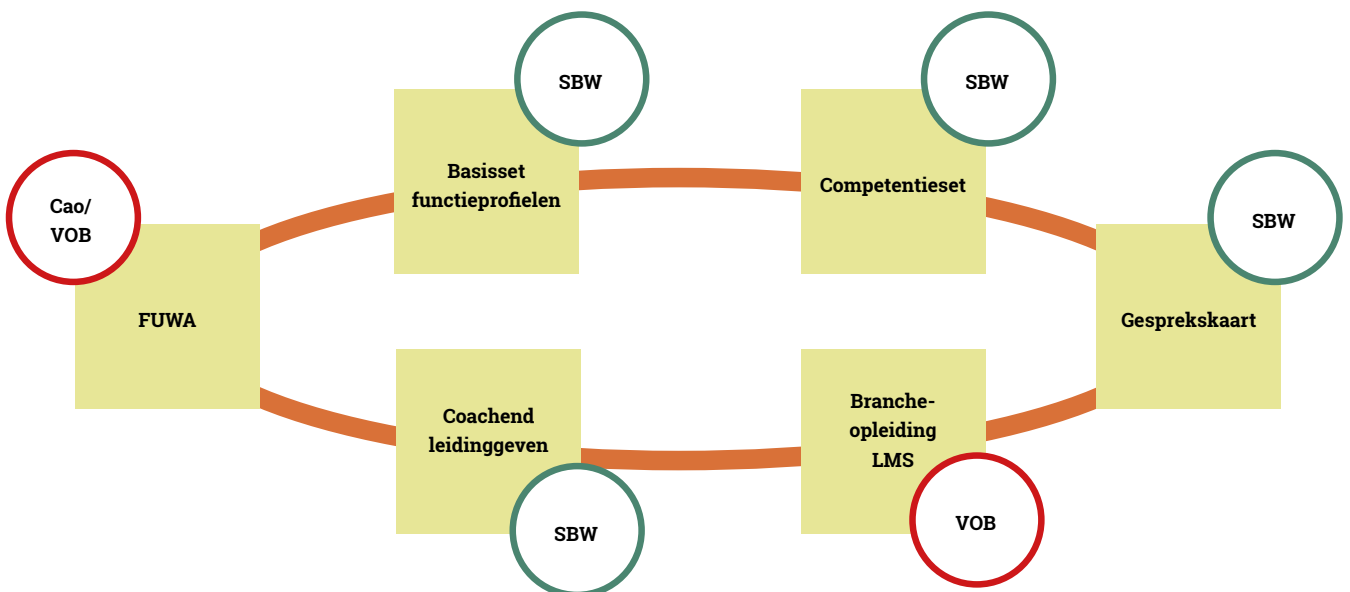 SBW
SBW
Basisset
functieprofielen
Competentieset
Cao/
VOB
SBW
FUWA
Gesprekskaart
Coachend
leidinggeven
SBW
Branche-
opleiding
LMS
VOB